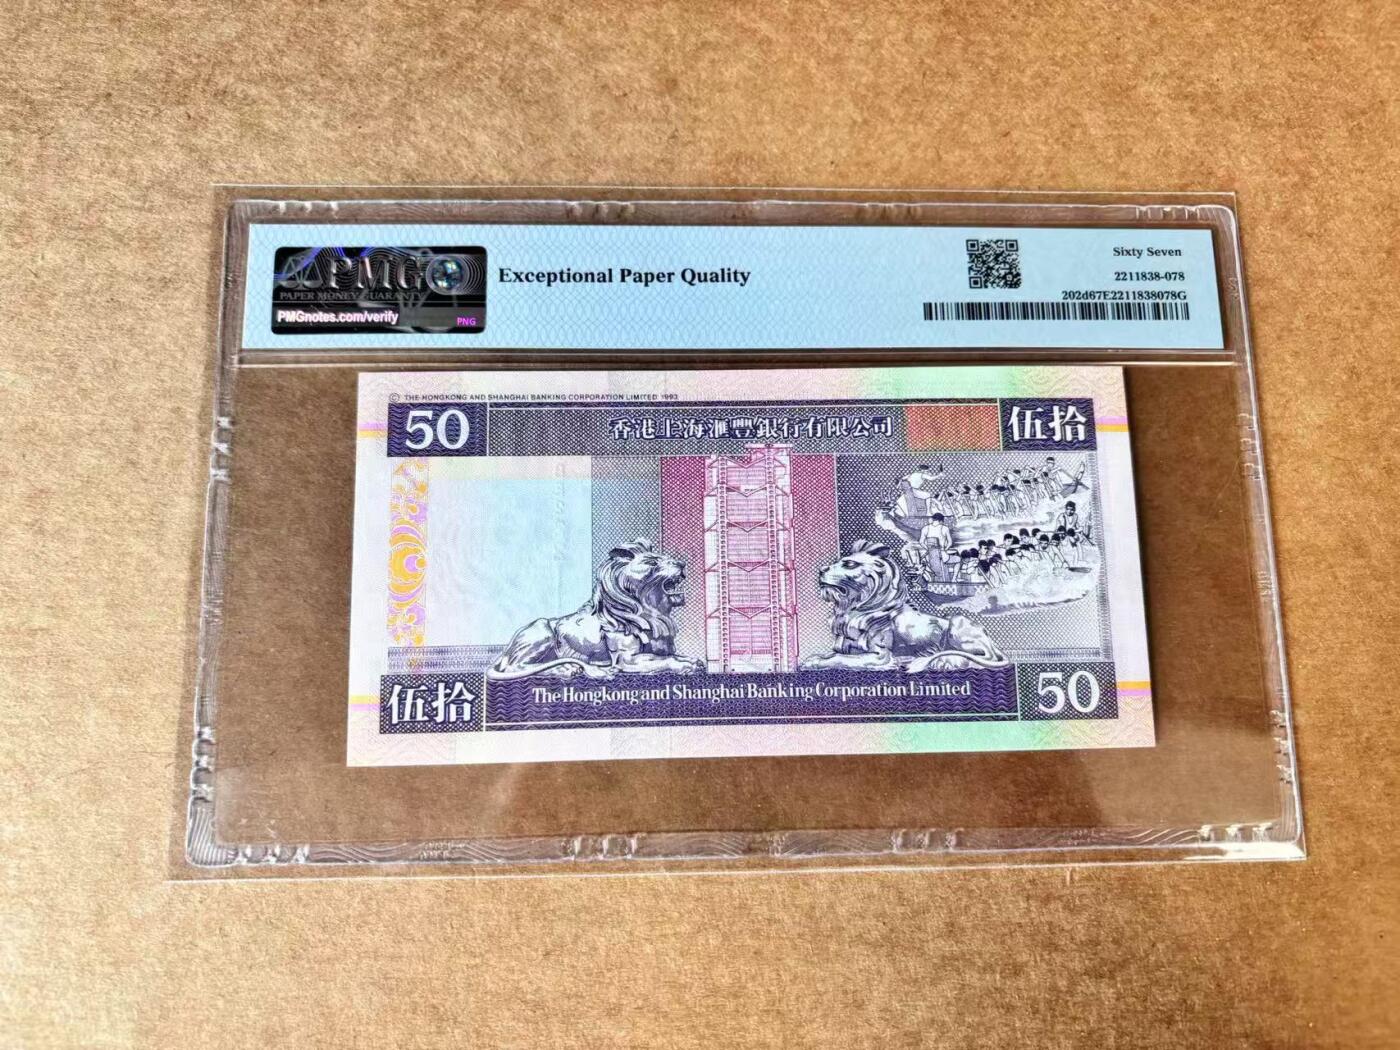 PMG
PAPER MONEY GUARANTY
PMGnotes.com/verify
PNG
Exceptional Paper Quality
Sixty Seven
2211838-078
202d67E2211838078G
© THE HONGKONG AND SHANGHAI BANKING CORPORATION LIMITED 1993
50
香港上海滙豐銀行有限公司
伍拾
伍拾
The Hongkong and Shanghai Banking Corporation Limited
50